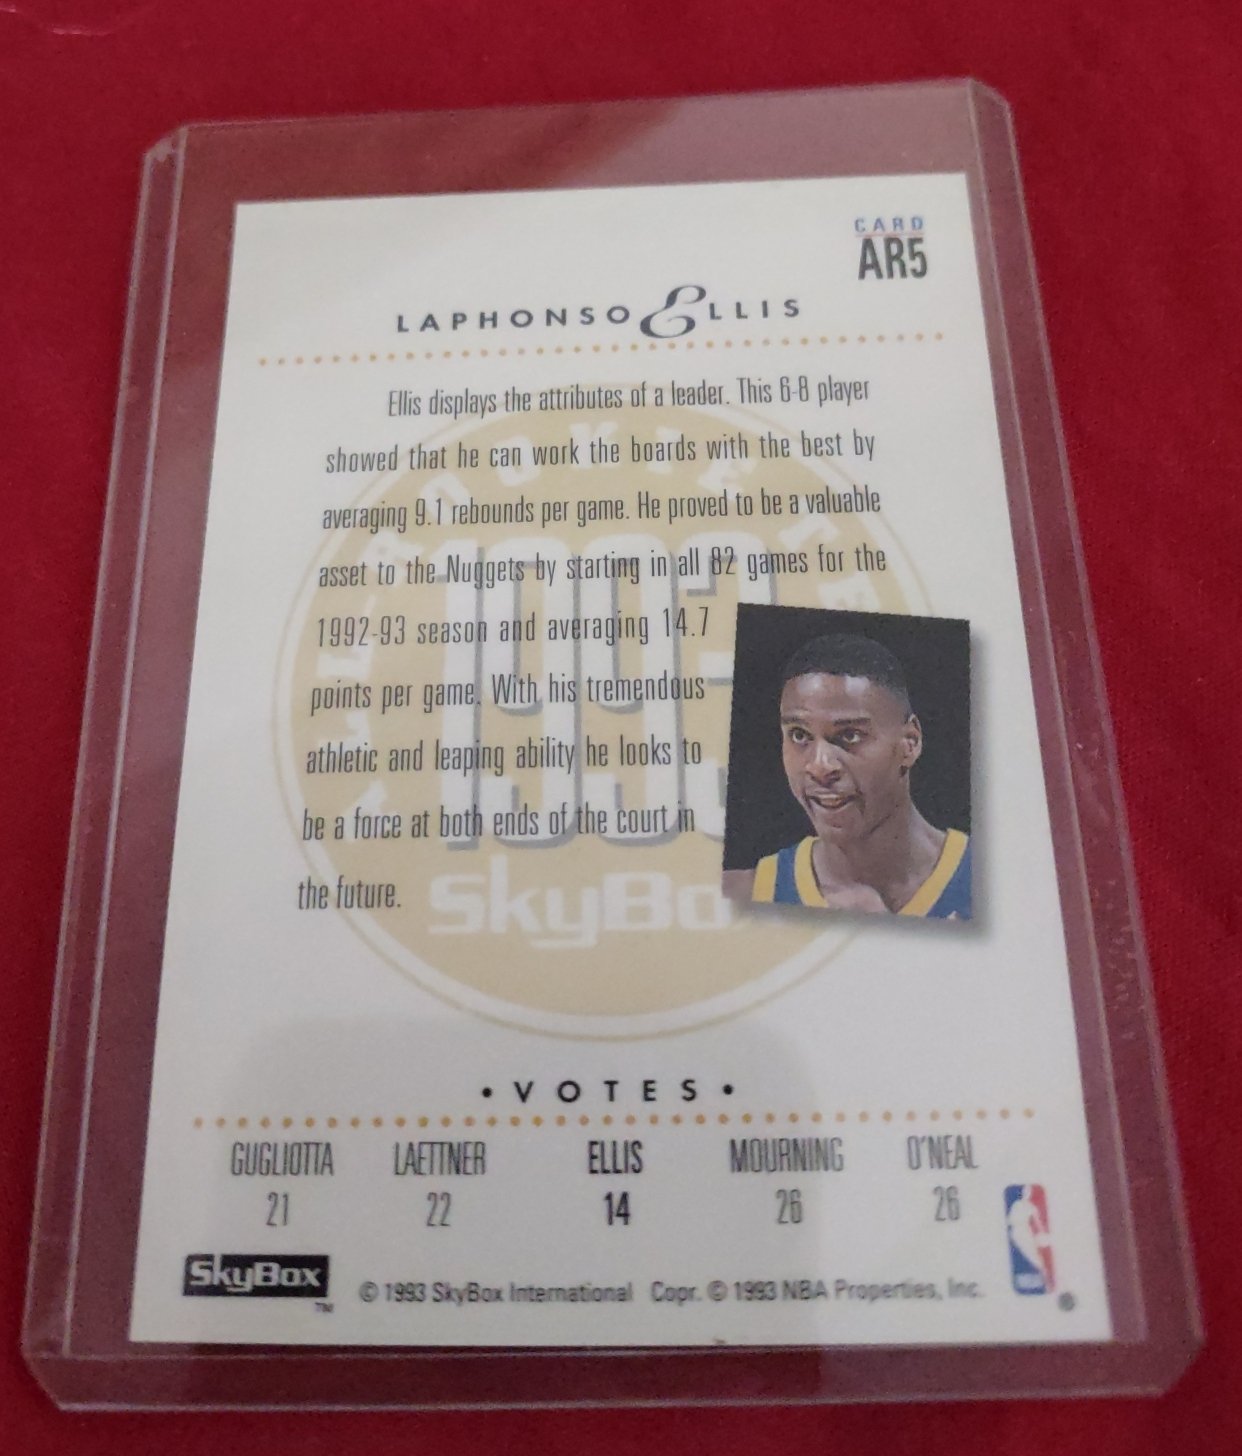 CARD
AR5
LAPHONSO ELLIS
Ellis displays the attributes of a leader. This 6-8 player
showed that he can work the boards with the best by
averaging 9.1 rebounds per game. He proved to be a valuable
asset to the Nuggets by starting in all 82 games for the
1992-93 season and averaging 14.7
points per game. With his tremendous
athletic and leaping ability he looks to
be a force at both ends of the court in
the future.
1993
SkyBo
• VOTES •
GUGLIOTTA LAETTNER ELLIS MOURNING O'NEAL
21 22 14 26 26
SkyBox
TM
© 1993 SkyBox International Copr. © 1993 NBA Properties, Inc.
NBA
®